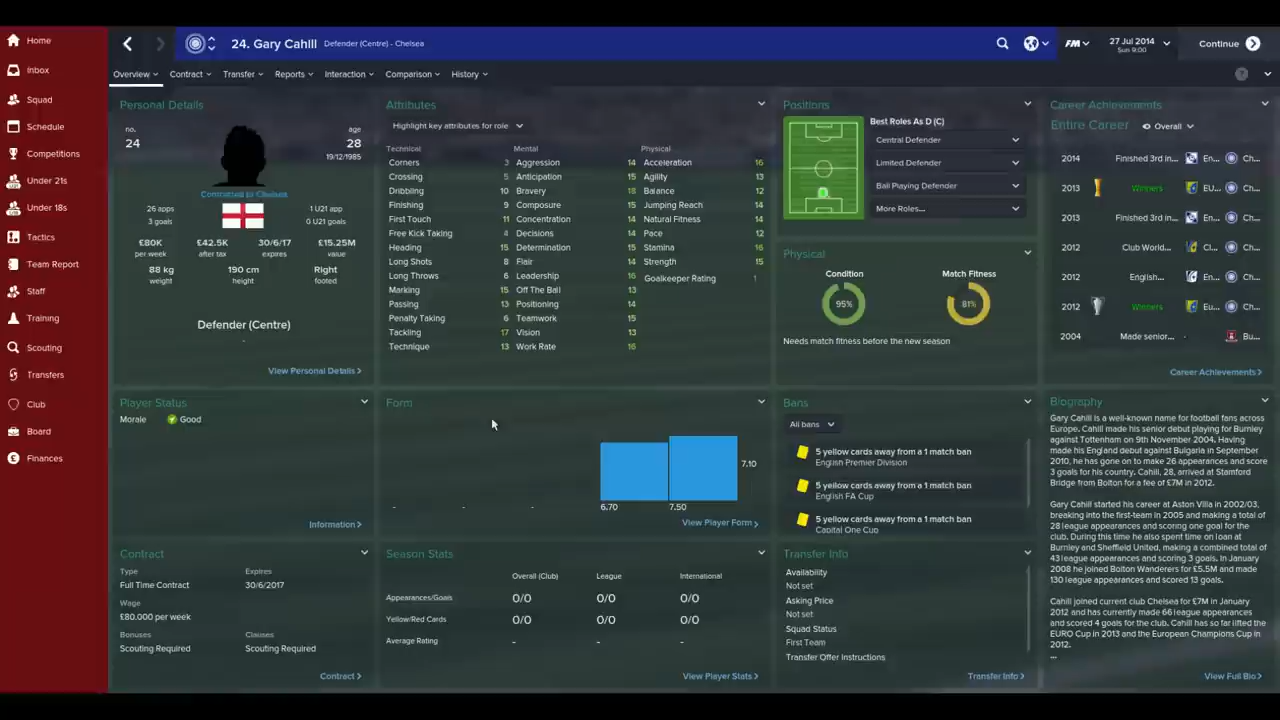 Home
Inbox
Squad
Schedule
Competitions
Under 21s
Under 18s
Tactics
Team Report
Staff
Training
Scouting
Transfers
Club
Board
Finances
24. Gary Cahill Defender (Centre) - Chelsea
FM
27 Jul 2014
Sun 9:00
Continue
Overview Contract Transfer Reports Interaction Comparison History
Personal Details
no.
24
age
28
19/12/1985
Contracted to Chelsea
26 apps
3 goals
1 U21 app
0 U21 goals
£80K
per week
£42.5K
after tax
30/6/17
expires
£15.25M
value
88 kg
weight
190 cm
height
Right
footed
Defender (Centre)
-
View Personal Details >
Attributes
Highlight key attributes for role
Technical Mental Physical
Corners 3 Aggression 14 Acceleration 16
Crossing 5 Anticipation 15 Agility 13
Dribbling 10 Bravery 18 Balance 12
Finishing 9 Composure 15 Jumping Reach 14
First Touch 11 Concentration 14 Natural Fitness 14
Free Kick Taking 4 Decisions 14 Pace 12
Heading 15 Determination 15 Stamina 16
Long Shots 8 Flair 14 Strength 15
Long Throws 6 Leadership 16 Goalkeeper Rating 1
Marking 15 Off The Ball 13
Passing 13 Positioning 14
Penalty Taking 6 Teamwork 15
Tackling 17 Vision 13
Technique 13 Work Rate 16
Positions
Best Roles As D (C)
Central Defender
Limited Defender
Ball Playing Defender
More Roles...
Physical
Condition Match Fitness
95% 81%
Needs match fitness before the new season
Career Achievements
Entire Career Overall
2014 Finished 3rd in... En... Ch...
2013 Winners EU... Ch...
2013 Finished 3rd in... En... Ch...
2012 Club World... Cl... Ch...
2012 English... En... Ch...
2012 Winners Eu... Ch...
2004 Made senior... - Bu...
Career Achievements >
Player Status
Morale Good
Information >
Form
7.10
- - - 6.70 7.50
View Player Form >
Bans
All bans
5 yellow cards away from a 1 match ban
English Premier Division
5 yellow cards away from a 1 match ban
English FA Cup
5 yellow cards away from a 1 match ban
Capital One Cup
Biography
Gary Cahill is a well-known name for football fans across
Europe. Cahill made his senior debut playing for Burnley
against Tottenham on 9th November 2004. Having
made his England debut against Bulgaria in September
2010, he has gone on to make 26 appearances and score
3 goals for his country. Cahill, 28, arrived at Stamford
Bridge from Bolton for a fee of £7M in 2012.
Gary Cahill started his career at Aston Villa in 2002/03,
breaking into the first-team in 2005 and making a total of
28 league appearances and scoring one goal for the
club. During this time he also spent time on loan at
Burnley and Sheffield United, making a combined total of
43 league appearances and scoring 3 goals. In January
2008 he joined Bolton Wanderers for £5.5M and made
130 league appearances and scored 13 goals.
Cahill joined current club Chelsea for £7M in January
2012 and has currently made 66 league appearances
and scored 4 goals for the club. Cahill has so far lifted the
EURO Cup in 2013 and the European Champions Cup in
2012.
...
View Full Bio >
Contract
Type Expires
Full Time Contract 30/6/2017
Wage
£80,000 per week
Bonuses Clauses
Scouting Required Scouting Required
Contract >
Season Stats
Overall (Club) League International
Appearances/Goals 0/0 0/0 0/0
Yellow/Red Cards 0/0 0/0 0/0
Average Rating - - -
View Player Stats >
Transfer Info
Availability
Not set
Asking Price
Not set
Squad Status
First Team
Transfer Offer Instructions
Transfer Info >